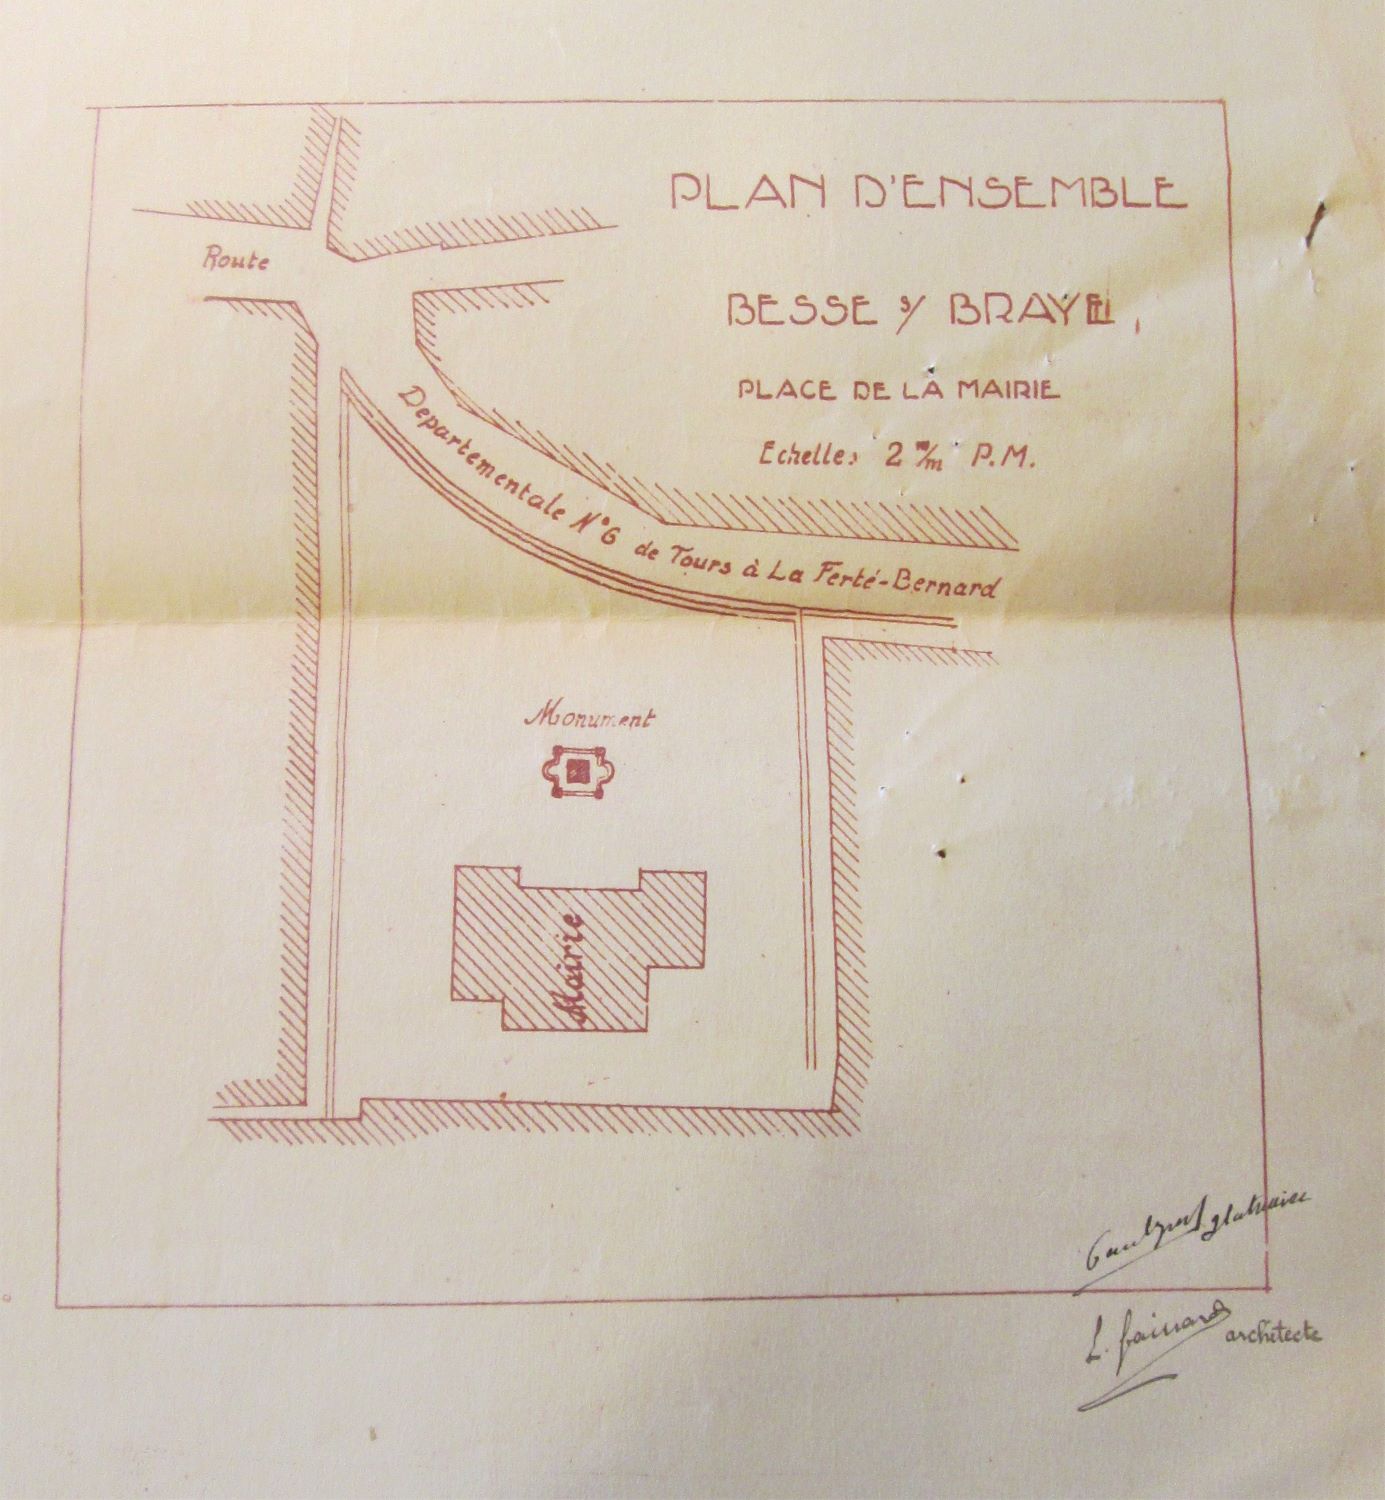 PLAN D'ENSEMBLE
BESSE s/ BRAYE
PLACE DE LA MAIRIE
Echelle: 2 m/m P.M.
Route
Departementale N°6 de Tours à La Ferté-Bernard
Monument
Mairie
L.
architecte